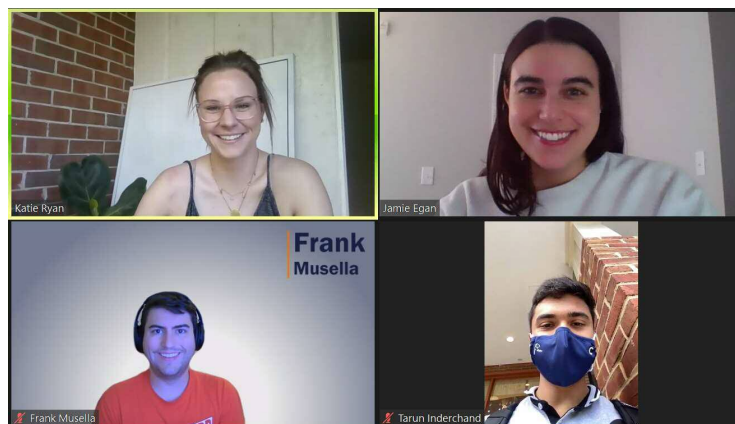 Katie Ryan
Jamie Egan
Frank
Musella
Frank Musella
Tarun Inderchand